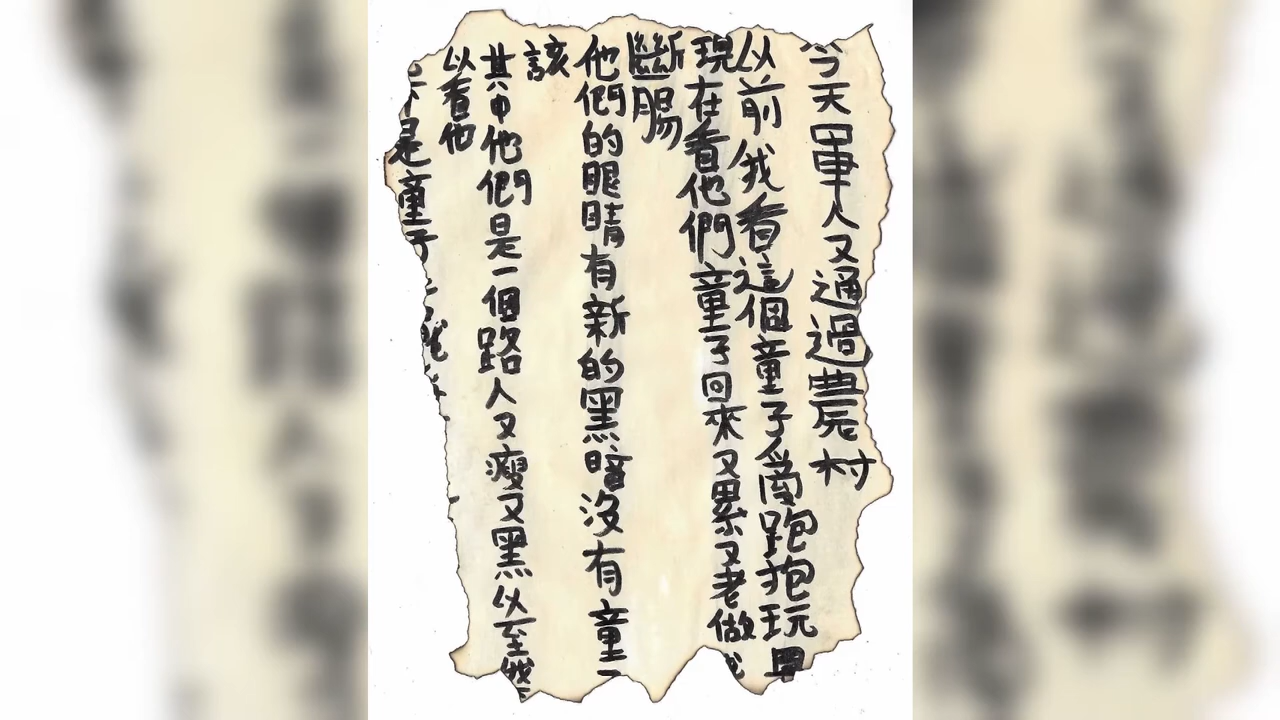 今天軍人又通過農村
以前我看這個童子會跑抱玩
現在看他們童子回來又累又老做
斷腸
他們的眼睛有新的黑暗沒有童
該
其中他們是一個路人又瘦又黑以至
以看他
是童子